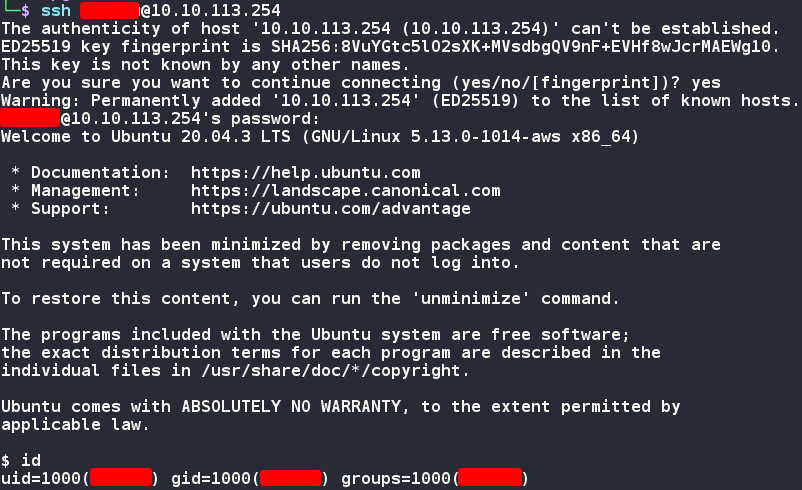 └─$ ssh @10.10.113.254
The authenticity of host '10.10.113.254 (10.10.113.254)' can't be established.
ED25519 key fingerprint is SHA256:8VuYGtc5lO2sXK+MVsdbgQV9nF+EVHf8wJcrMAEWg10.
This key is not known by any other names.
Are you sure you want to continue connecting (yes/no/[fingerprint])? yes
Warning: Permanently added '10.10.113.254' (ED25519) to the list of known hosts.
@10.10.113.254's password:
Welcome to Ubuntu 20.04.3 LTS (GNU/Linux 5.13.0-1014-aws x86_64)
* Documentation:  https://help.ubuntu.com
* Management:     https://landscape.canonical.com
* Support:        https://ubuntu.com/advantage
This system has been minimized by removing packages and content that are
not required on a system that users do not log into.
To restore this content, you can run the 'unminimize' command.
The programs included with the Ubuntu system are free software;
the exact distribution terms for each program are described in the
individual files in /usr/share/doc/*/copyright.
Ubuntu comes with ABSOLUTELY NO WARRANTY, to the extent permitted by
applicable law.
$ id
uid=1000() gid=1000() groups=1000()